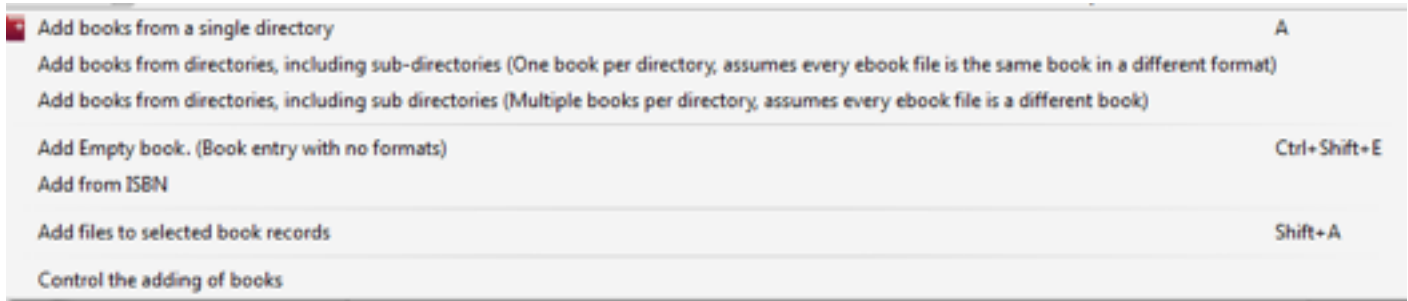 Add books from a single directory A
Add books from directories, including sub-directories (One book per directory, assumes every ebook file is the same book in a different format)
Add books from directories, including sub directories (Multiple books per directory, assumes every ebook file is a different book)
Add Empty book. (Book entry with no formats) Ctrl+Shift+E
Add from ISBN
Add files to selected book records Shift+A
Control the adding of books